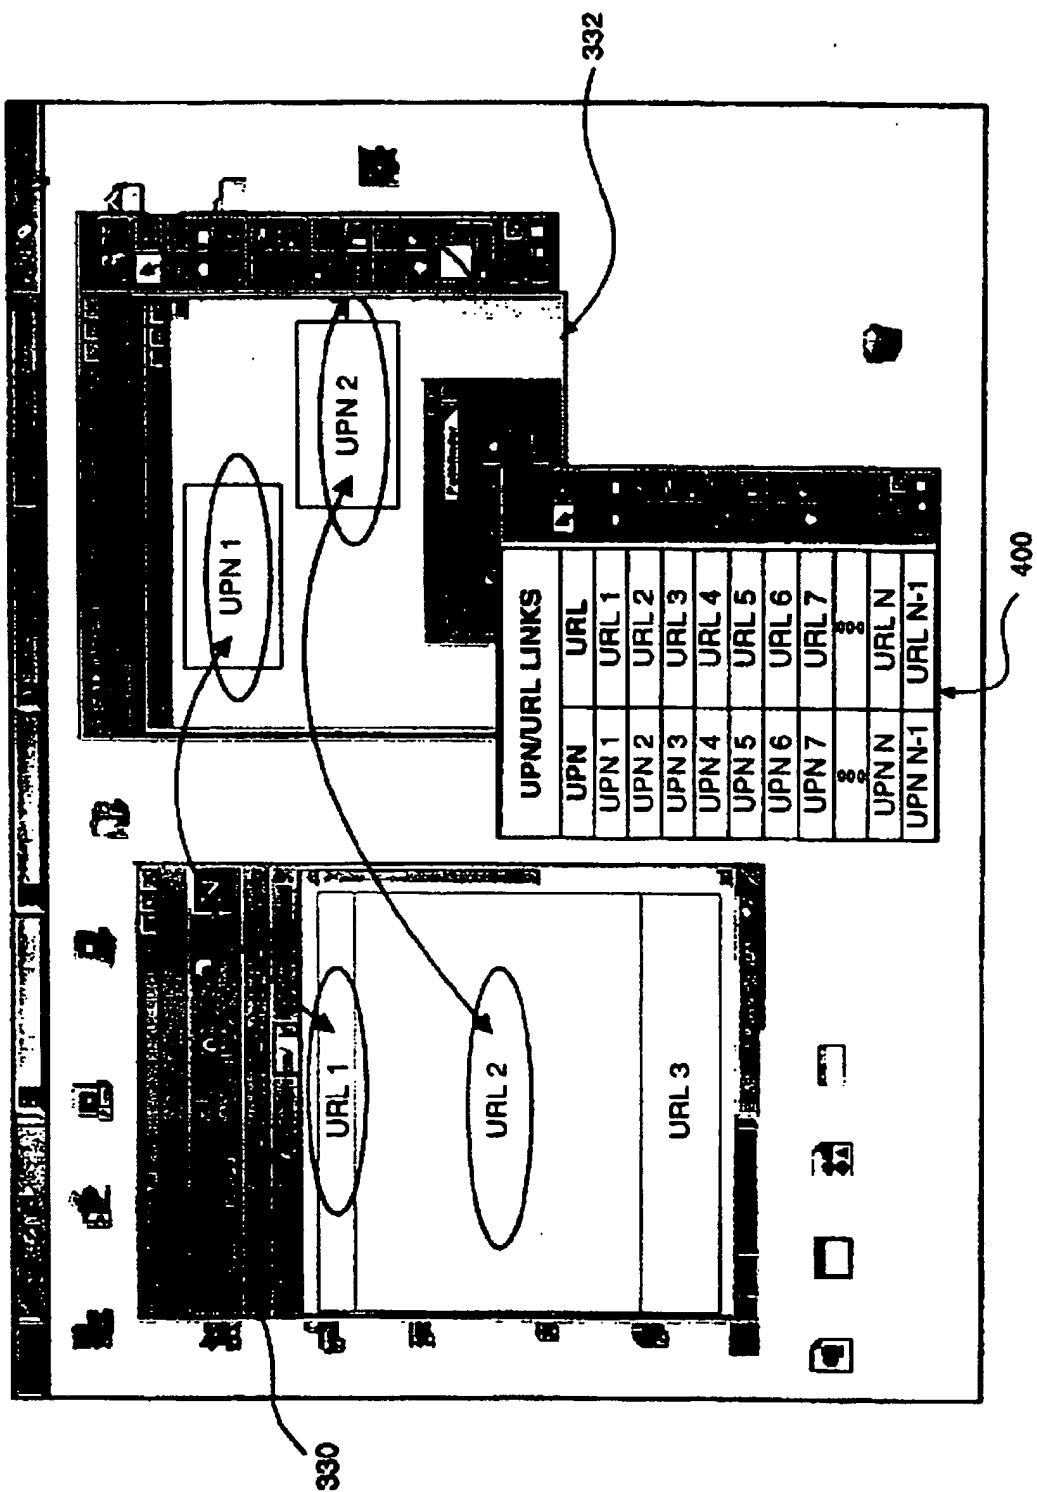 330
332
URL 1
URL 2
URL 3
UPN 1
UPN 2
UPN/URL LINKS
UPN URL
UPN 1 URL 1
UPN 2 URL 2
UPN 3 URL 3
UPN 4 URL 4
UPN 5 URL 5
UPN 6 URL 6
UPN 7 URL 7
°°° °°°
UPN N URL N
UPN N-1 URL N-1
400